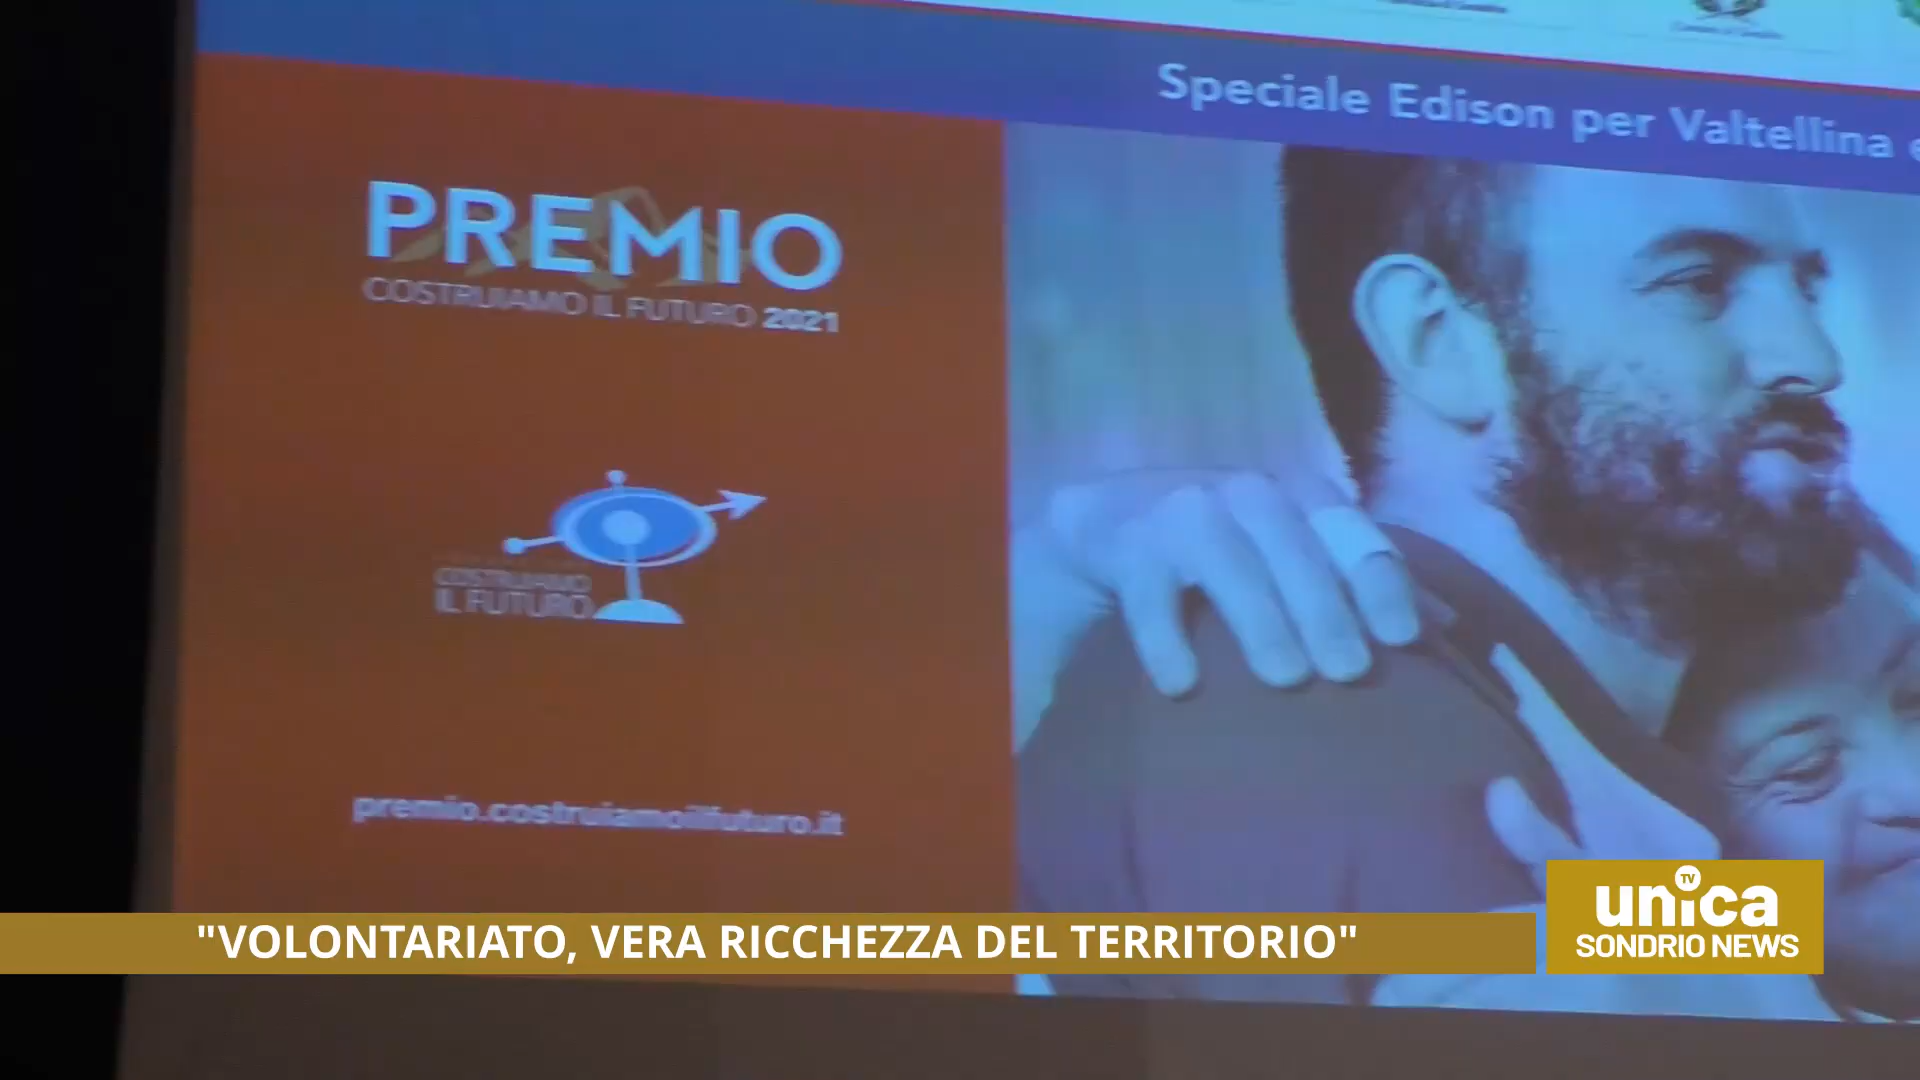 Speciale Edison per Valtellina e
PREMIO
COSTRUIAMO IL FUTURO 2021
COSTRUIAMO
IL FUTURO
premio.costruiamoilfuturo.it
"VOLONTARIATO, VERA RICCHEZZA DEL TERRITORIO"
unica TV
SONDRIO NEWS